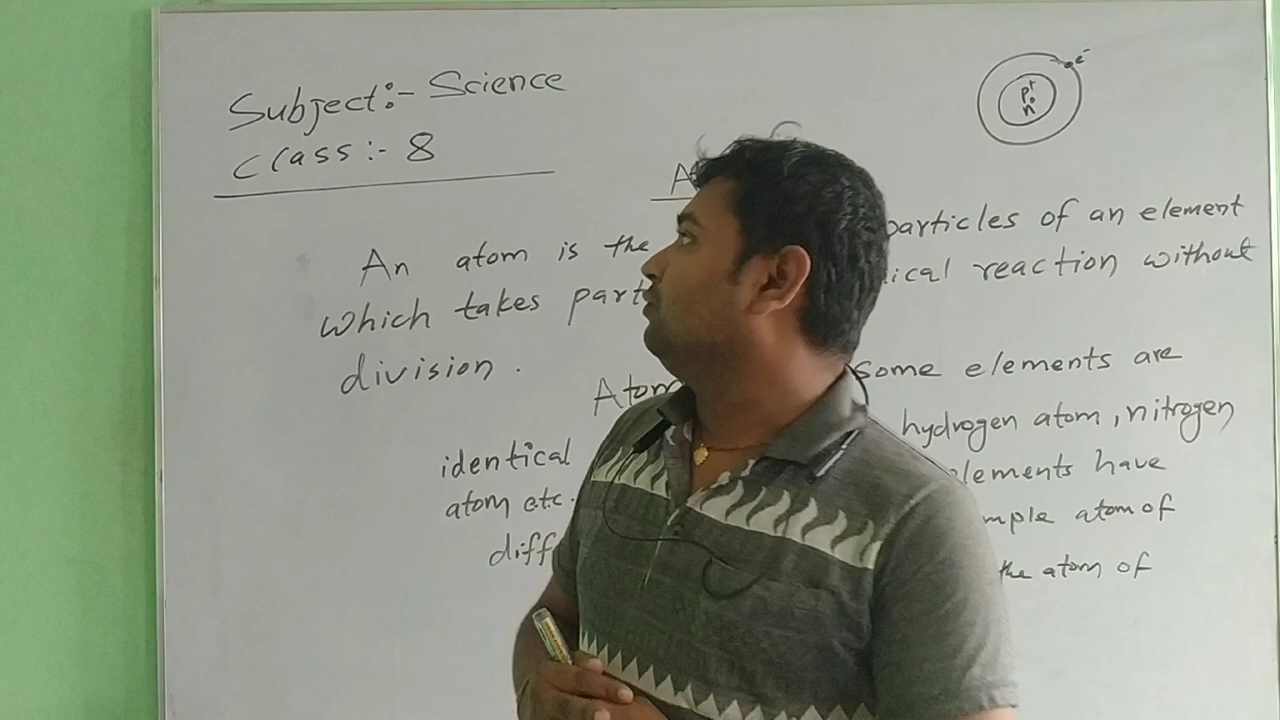 Subject:- Science
Class:- 8
e-
p+
n
An atom is the particles of an element
which takes part ical reaction without
division.
Atom some elements are
identical hydrogen atom, nitrogen
atom etc. elements have
diff mple atom of
the atom of